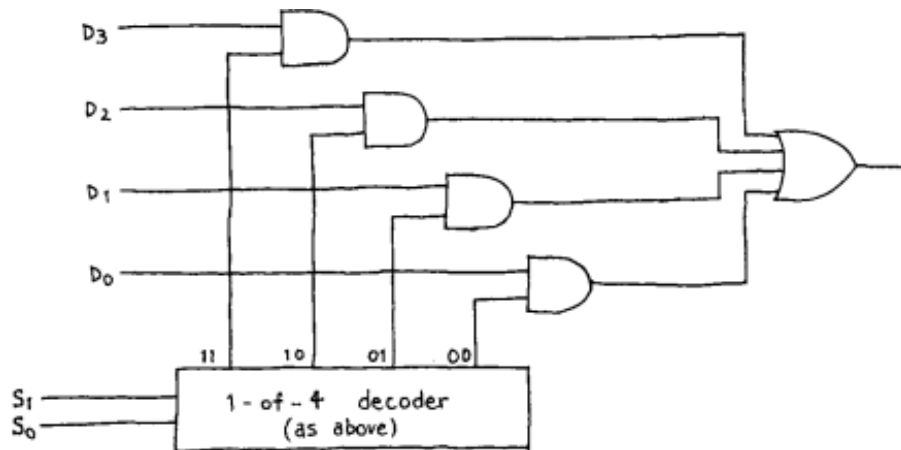 D3
D2
D1
D0
11 10 01 00
S1
S0
1-of-4 decoder
(as above)